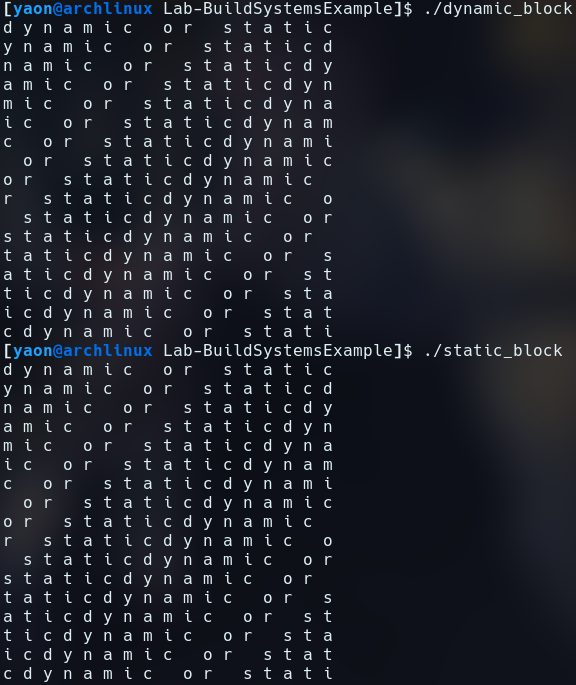 [yaon@archlinux Lab-BuildSystemsExample]$ ./dynamic_block
d y n a m i c   o r   s t a t i c
y n a m i c   o r   s t a t i c d
n a m i c   o r   s t a t i c d y
a m i c   o r   s t a t i c d y n
m i c   o r   s t a t i c d y n a
i c   o r   s t a t i c d y n a m
c   o r   s t a t i c d y n a m i
  o r   s t a t i c d y n a m i c
o r   s t a t i c d y n a m i c
r   s t a t i c d y n a m i c   o
  s t a t i c d y n a m i c   o r
s t a t i c d y n a m i c   o r
t a t i c d y n a m i c   o r   s
a t i c d y n a m i c   o r   s t
t i c d y n a m i c   o r   s t a
i c d y n a m i c   o r   s t a t
c d y n a m i c   o r   s t a t i
[yaon@archlinux Lab-BuildSystemsExample]$ ./static_block
d y n a m i c   o r   s t a t i c
y n a m i c   o r   s t a t i c d
n a m i c   o r   s t a t i c d y
a m i c   o r   s t a t i c d y n
m i c   o r   s t a t i c d y n a
i c   o r   s t a t i c d y n a m
c   o r   s t a t i c d y n a m i
  o r   s t a t i c d y n a m i c
o r   s t a t i c d y n a m i c
r   s t a t i c d y n a m i c   o
  s t a t i c d y n a m i c   o r
s t a t i c d y n a m i c   o r
t a t i c d y n a m i c   o r   s
a t i c d y n a m i c   o r   s t
t i c d y n a m i c   o r   s t a
i c d y n a m i c   o r   s t a t
c d y n a m i c   o r   s t a t i